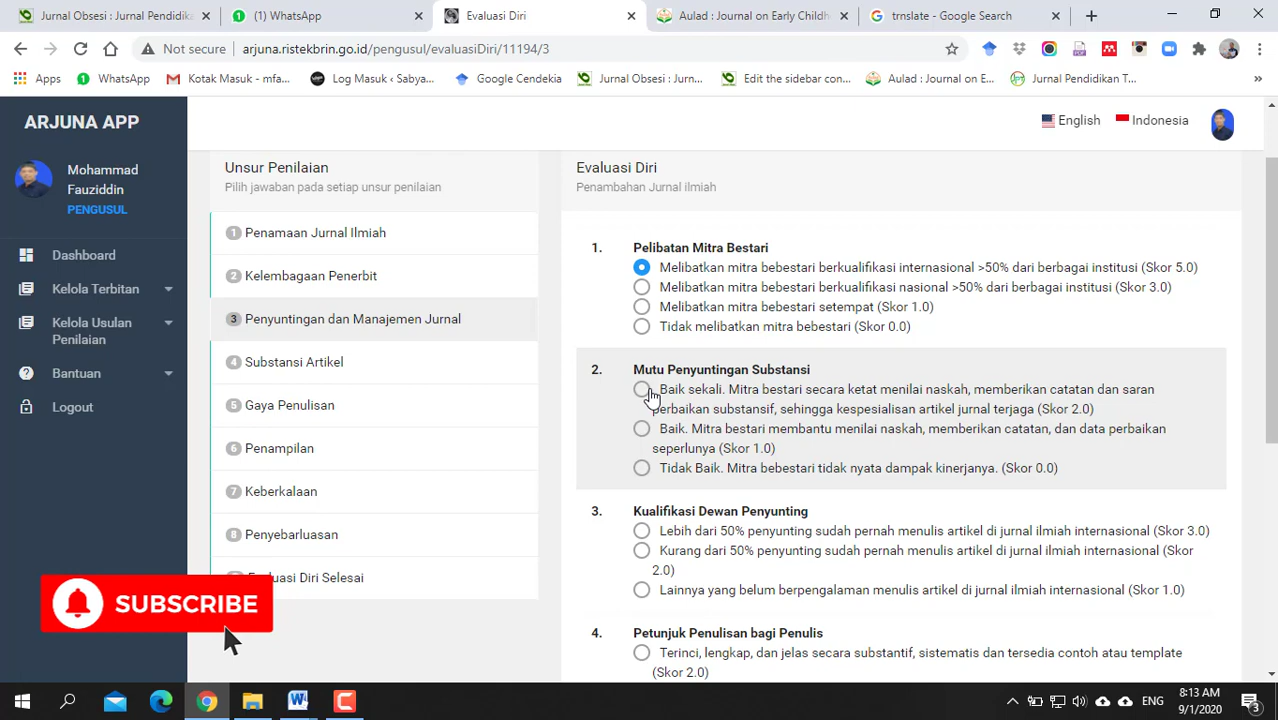 Jurnal Obsesi : Jurnal Pendidika
(1) WhatsApp
Evaluasi Diri
Aulad : Journal on Early Childh
trnslate - Google Search
Not secure
arjuna.ristekbrin.go.id/pengusul/evaluasiDiri/11194/3
Apps
WhatsApp
Kotak Masuk - mfa...
Log Masuk ‹ Sabya...
Google Cendekia
Jurnal Obsesi : Jurn...
Edit the sidebar con...
Aulad : Journal on E...
Jurnal Pendidikan T...
ARJUNA APP
English
Indonesia
Mohammad
Fauziddin
PENGUSUL
Dashboard
Kelola Terbitan
Kelola Usulan
Penilaian
Bantuan
Logout
Unsur Penilaian
Pilih jawaban pada setiap unsur penilaian
1 Penamaan Jurnal Ilmiah
2 Kelembagaan Penerbit
3 Penyuntingan dan Manajemen Jurnal
4 Substansi Artikel
5 Gaya Penulisan
6 Penampilan
7 Keberkalaan
8 Penyebarluasan
Evaluasi Diri Selesai
Evaluasi Diri
Penambahan Jurnal ilmiah
1. Pelibatan Mitra Bestari
Melibatkan mitra bebestari berkualifikasi internasional >50% dari berbagai institusi (Skor 5.0)
Melibatkan mitra bebestari berkualifikasi nasional >50% dari berbagai institusi (Skor 3.0)
Melibatkan mitra bebestari setempat (Skor 1.0)
Tidak melibatkan mitra bebestari (Skor 0.0)
2. Mutu Penyuntingan Substansi
Baik sekali. Mitra bestari secara ketat menilai naskah, memberikan catatan dan saran
perbaikan substansif, sehingga kespesialisan artikel jurnal terjaga (Skor 2.0)
Baik. Mitra bestari membantu menilai naskah, memberikan catatan, dan data perbaikan
seperlunya (Skor 1.0)
Tidak Baik. Mitra bebestari tidak nyata dampak kinerjanya. (Skor 0.0)
3. Kualifikasi Dewan Penyunting
Lebih dari 50% penyunting sudah pernah menulis artikel di jurnal ilmiah internasional (Skor 3.0)
Kurang dari 50% penyunting sudah pernah menulis artikel di jurnal ilmiah internasional (Skor
2.0)
Lainnya yang belum berpengalaman menulis artikel di jurnal ilmiah internasional (Skor 1.0)
4. Petunjuk Penulisan bagi Penulis
Terinci, lengkap, dan jelas secara substantif, sistematis dan tersedia contoh atau template
(Skor 2.0)
SUBSCRIBE
ENG
8:13 AM
9/1/2020
3